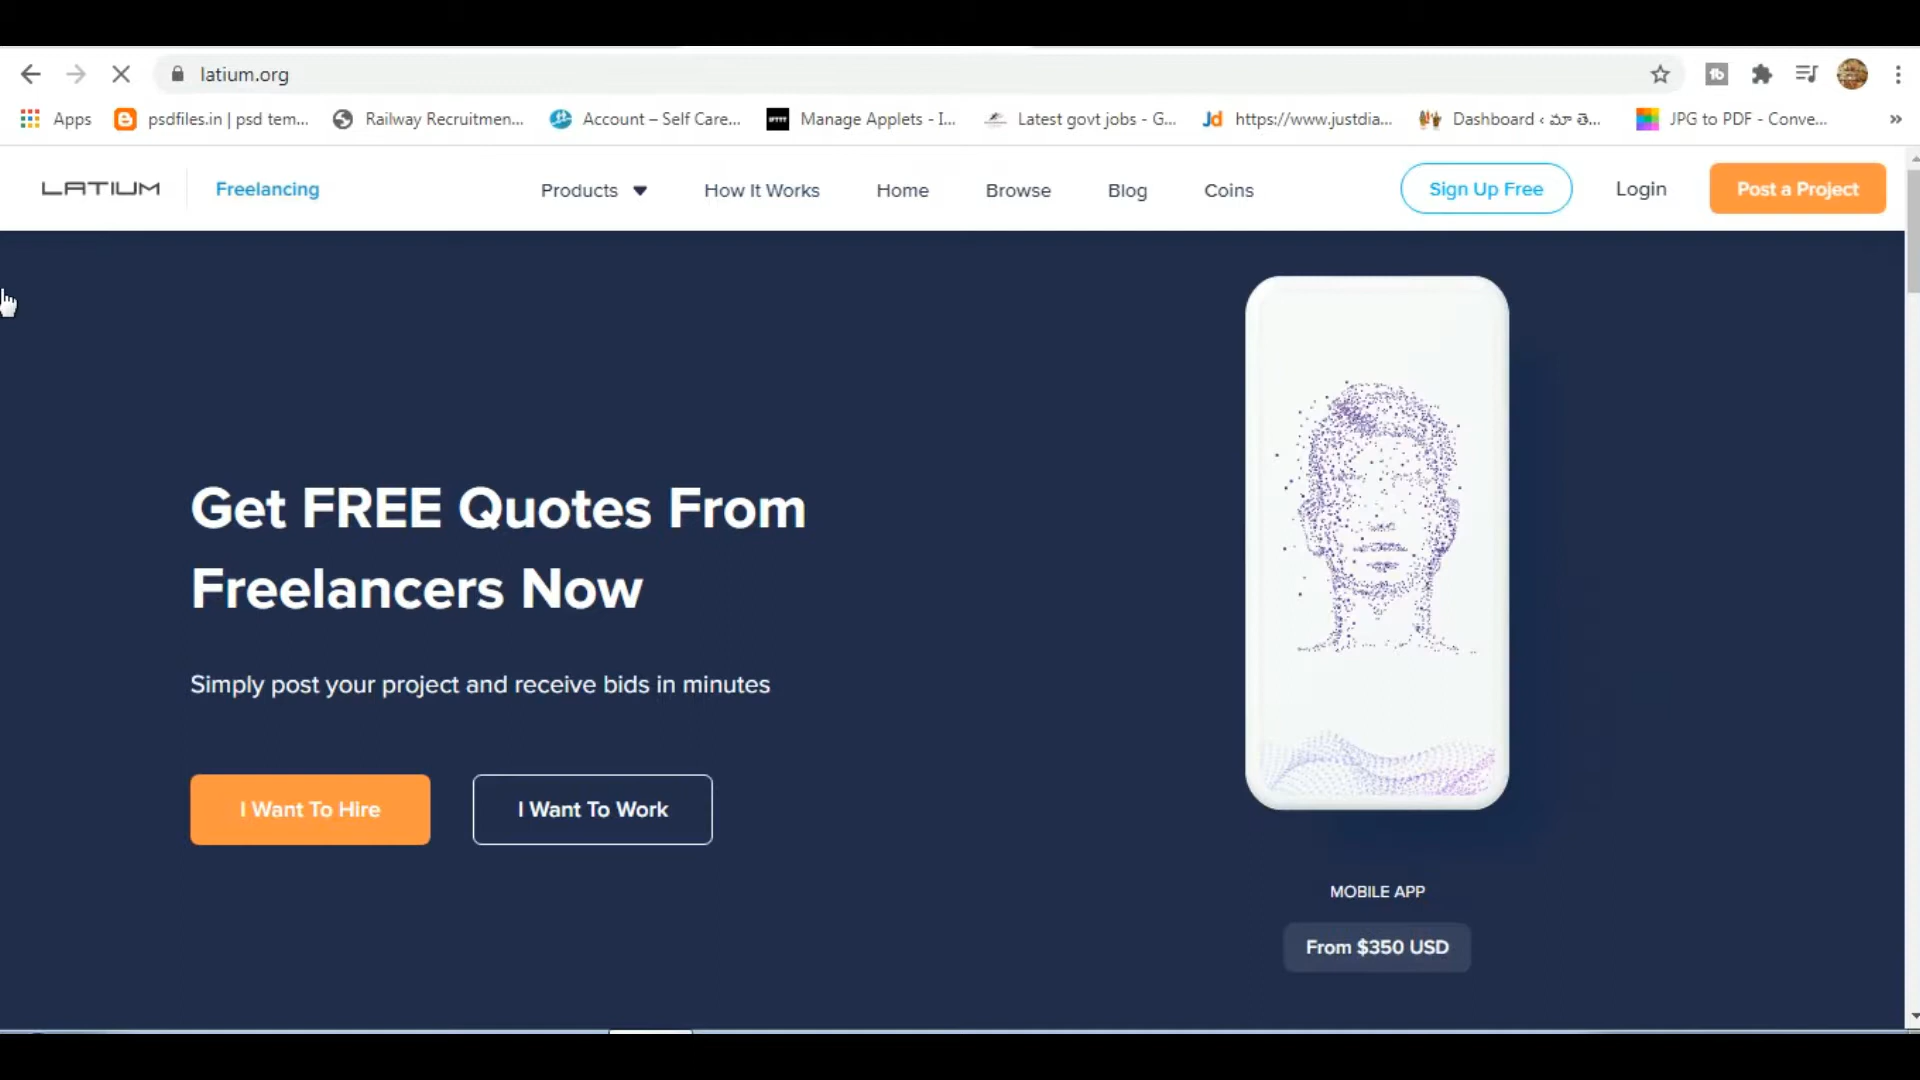 latium.org
Apps psdfiles.in | psd tem... Railway Recruitmen... Account – Self Care... Manage Applets - I... Latest govt jobs - G... https://www.justdia... Dashboard ‹ మా తె... JPG to PDF - Conve...
LATIUM Freelancing Products How It Works Home Browse Blog Coins Sign Up Free Login Post a Project
Get FREE Quotes From
Freelancers Now
Simply post your project and receive bids in minutes
I Want To Hire I Want To Work
MOBILE APP
From $350 USD